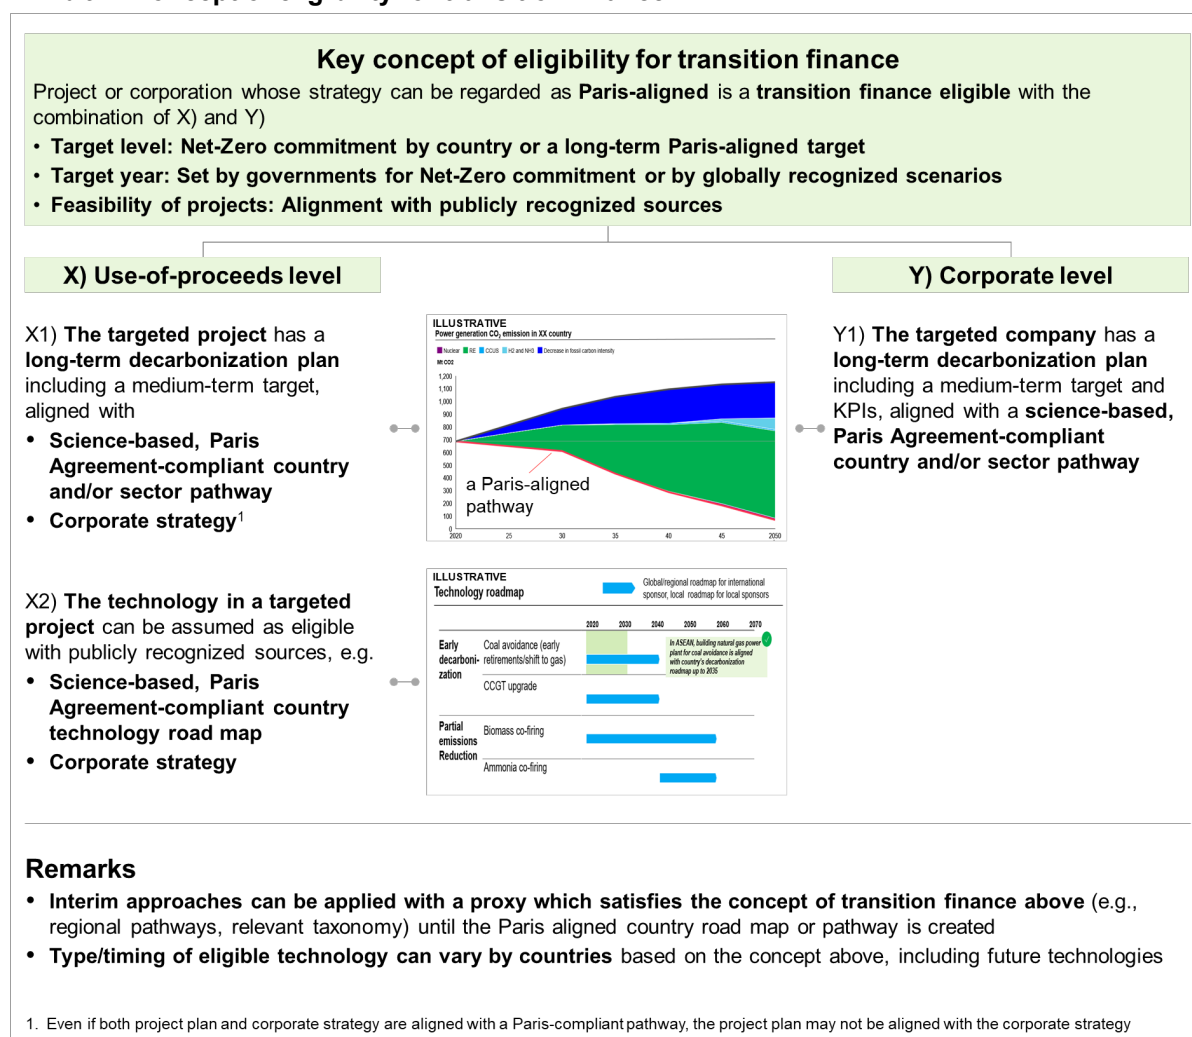 Key concept of eligibility for transition finance
Project or corporation whose strategy can be regarded as Paris-aligned is a transition finance eligible with the
combination of X) and Y)
• Target level: Net-Zero commitment by country or a long-term Paris-aligned target
• Target year: Set by governments for Net-Zero commitment or by globally recognized scenarios
• Feasibility of projects: Alignment with publicly recognized sources
X) Use-of-proceeds level
Y) Corporate level
X1) The targeted project has a
long-term decarbonization plan
including a medium-term target,
aligned with
• Science-based, Paris
Agreement-compliant country
and/or sector pathway
• Corporate strategy1
ILLUSTRATIVE
Power generation CO2 emission in XX country
Nuclear RE CCUS H2 and NH3 Decrease in fossil carbon intensity
Mt CO2
1,200
1,100
1,000
900
800
700
600
500
400
300
200
100
0
a Paris-aligned
pathway
2020 25 30 35 40 45 2050
Y1) The targeted company has a
long-term decarbonization plan
including a medium-term target and
KPIs, aligned with a science-based,
Paris Agreement-compliant
country and/or sector pathway
X2) The technology in a targeted
project can be assumed as eligible
with publicly recognized sources, e.g.
• Science-based, Paris
Agreement-compliant country
technology road map
• Corporate strategy
ILLUSTRATIVE
Technology roadmap
Global/regional roadmap for international
sponsor, local roadmap for local sponsors
2020 2030 2040 2050 2060 2070
Early
decarboni-
zation
Coal avoidance (early
retirements/shift to gas)
In ASEAN, building natural gas power
plant for coal avoidance is aligned
with country's decarbonization
roadmap up to 2035
CCGT upgrade
Partial
emissions
Reduction
Biomass co-firing
Ammonia co-firing
Remarks
• Interim approaches can be applied with a proxy which satisfies the concept of transition finance above (e.g.,
regional pathways, relevant taxonomy) until the Paris aligned country road map or pathway is created
• Type/timing of eligible technology can vary by countries based on the concept above, including future technologies
1. Even if both project plan and corporate strategy are aligned with a Paris-compliant pathway, the project plan may not be aligned with the corporate strategy